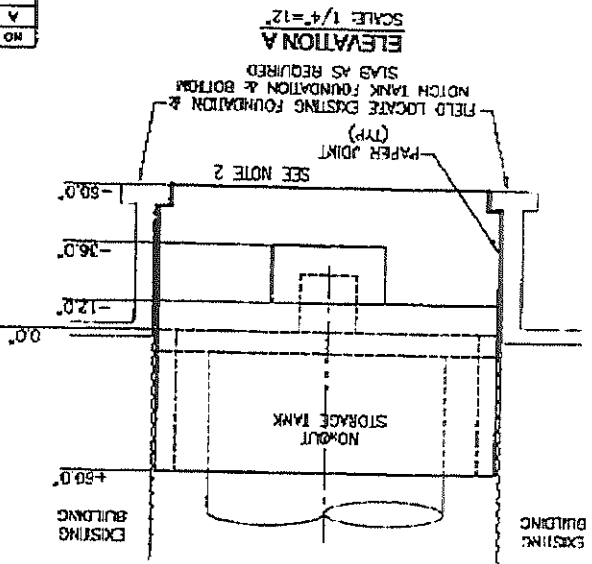 EXISTING
BUILDING
EXISTING
BUILDING
+60.0"
NOxOUT
STORAGE TANK
0.0"
-12.0"
-36.0"
-60.0"
SEE NOTE 2
PAPER JOINT
(TYP)
FIELD LOCATE EXISTING FOUNDATION &
NOTCH TANK FOUNDATION & BOTTOM
SLAB AS REQUIRED
ELEVATION A
SCALE: 1/4"=12"
NO
A